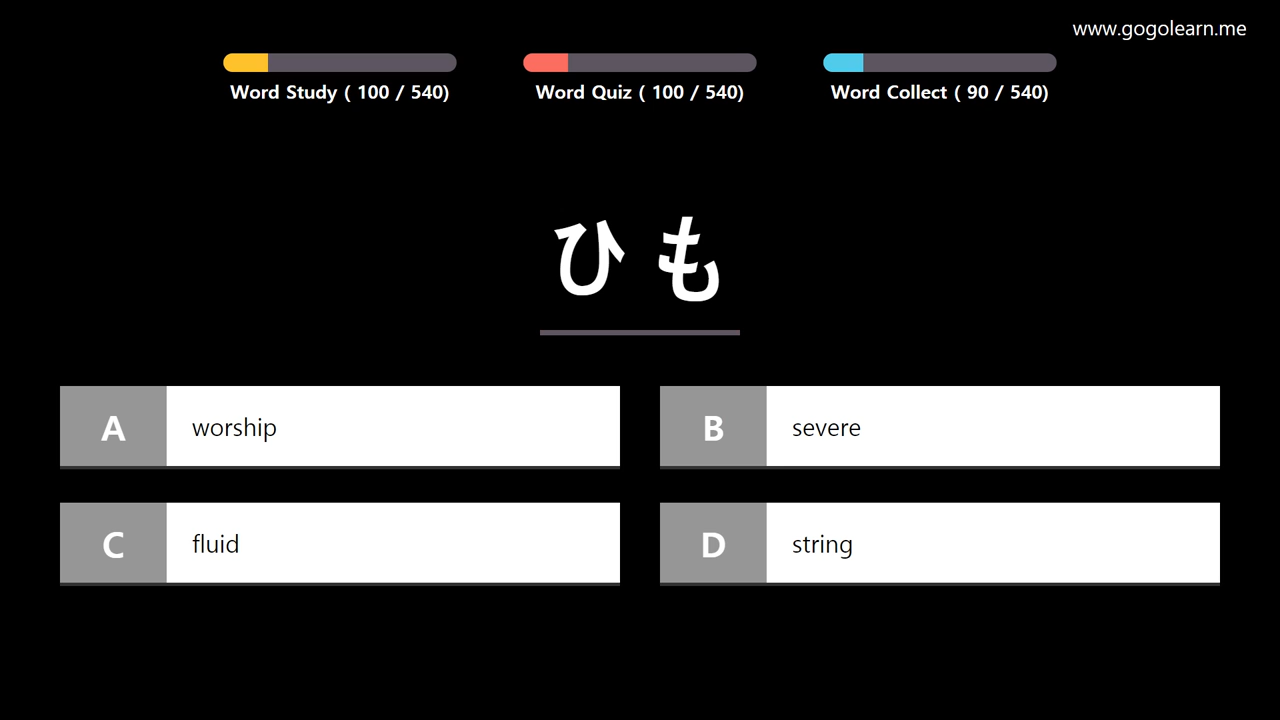 www.gogolearn.me
Word Study ( 100 / 540)
Word Quiz ( 100 / 540)
Word Collect ( 90 / 540)
ひも
A worship
B severe
C fluid
D string